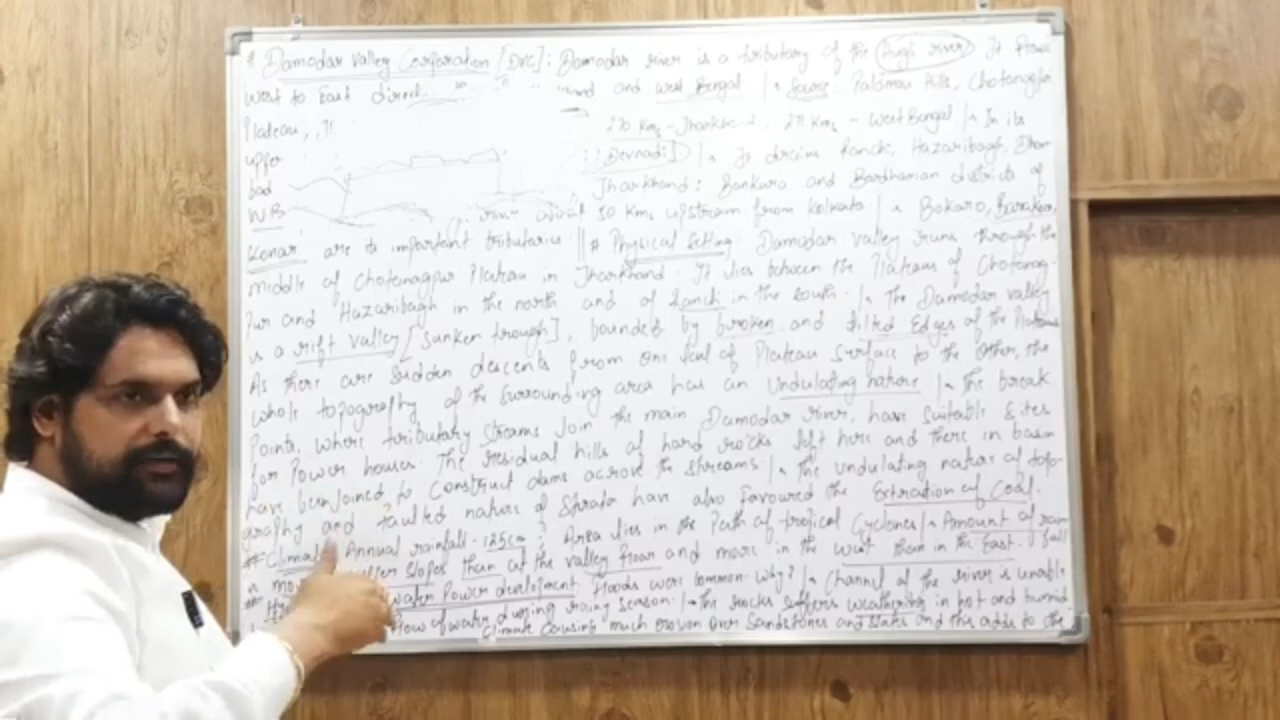 # Damodar Valley Corporation [DVC]: Damodar river is a tributary of the Hugli river It flows
West to East direct and West Bengal | Source Palamau Hills, Chotanagpur
Plateau, 270 Kms - Jharkhand, 271 Kms - West Bengal | In its
upper Devnadi | It drains Ranchi, Hazaribagh, Dhan
bad Jharkhand: Bankura and Bardhaman districts of
WB river about 50 Kms upstream from Kolkata | Bokaro, Barakar,
Konar are its important tributaries || # Physical Setting: Damodar valley runs through the
middle of Chotanagpur Plateau in Jharkhand. It lies between the Plateaus of Chotanag-
pur and Hazaribagh in the north and of Ranchi in the South. | The Damodar valley
is a rift valley [Sunken trough], bounded by broken and tilted Edges of the Plateau
As there are Sudden descents from one level of Plateau Surface to the other, the
whole topography of the Surrounding area has an Undulating nature | The break
Points, where tributary Streams Join the main Damodar river, have suitable Sites
for Power houses. The residual hills of hard rocks left here and there in basin
have been joined to Construct dams across the streams | The undulating nature of topo-
graphy and faulted nature of Strata have also Favoured the Extraction of Coal.
# Annual rainfall - 125cm Area lies in the Path of tropical Cyclones | Amount of rain
is slopes than at the valley floor and more in the west than in the East. |
water Power development Floods were common. Why? | Channel of the river is unable
flow of water during rainy season. | The rocks suffers weathering in hot and humid
Climate Causing much erosion over Sandstones and and this adds to the